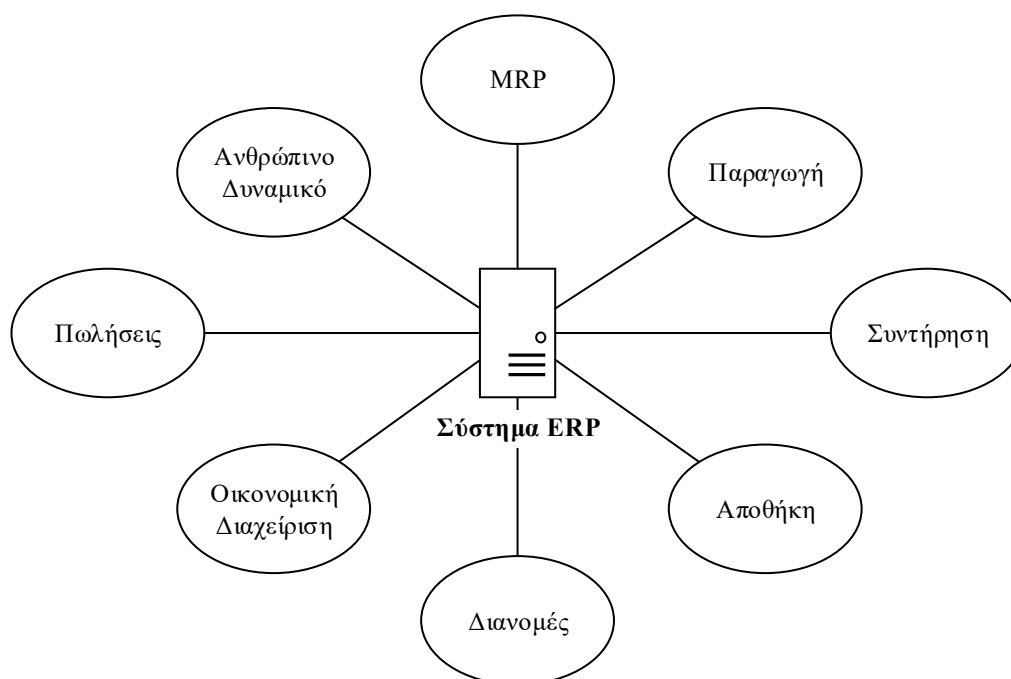 MRP
Ανθρώπινο
Δυναμικό
Παραγωγή
Πωλήσεις
Συντήρηση
Σύστημα ERP
Οικονομική
Διαχείριση
Αποθήκη
Διανομές